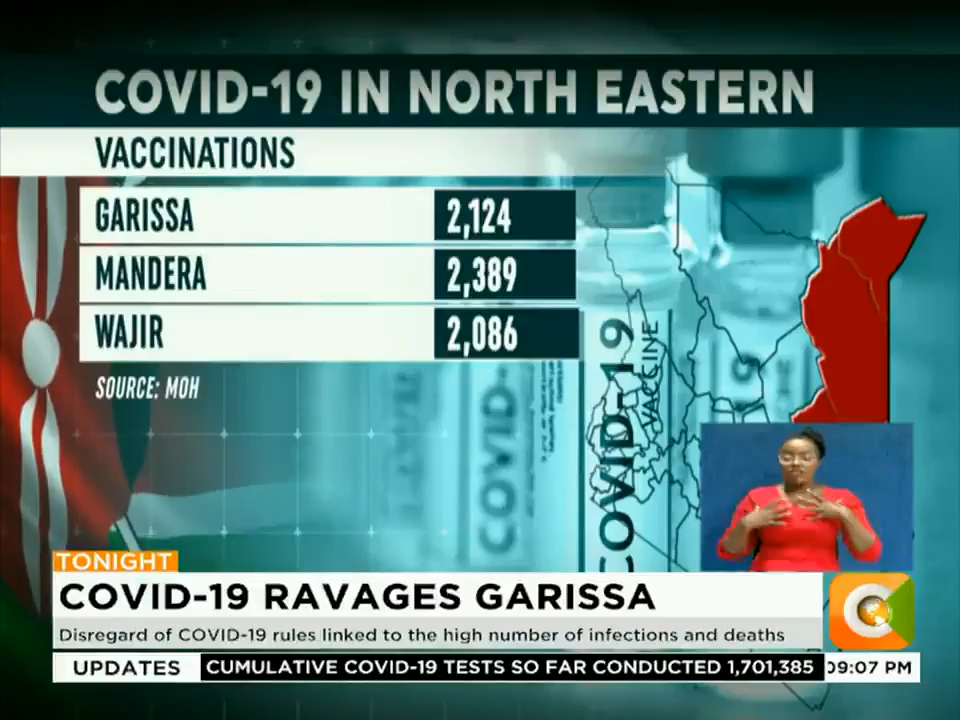 COVID-19 IN NORTH EASTERN
VACCINATIONS
GARISSA 2,124
MANDERA 2,389
WAJIR 2,086
SOURCE: MOH
COVID-19
VACCINE
COVID-
TONIGHT
COVID-19 RAVAGES GARISSA
Disregard of COVID-19 rules linked to the high number of infections and deaths
UPDATES CUMULATIVE COVID-19 TESTS SO FAR CONDUCTED 1,701,385 09:07 PM